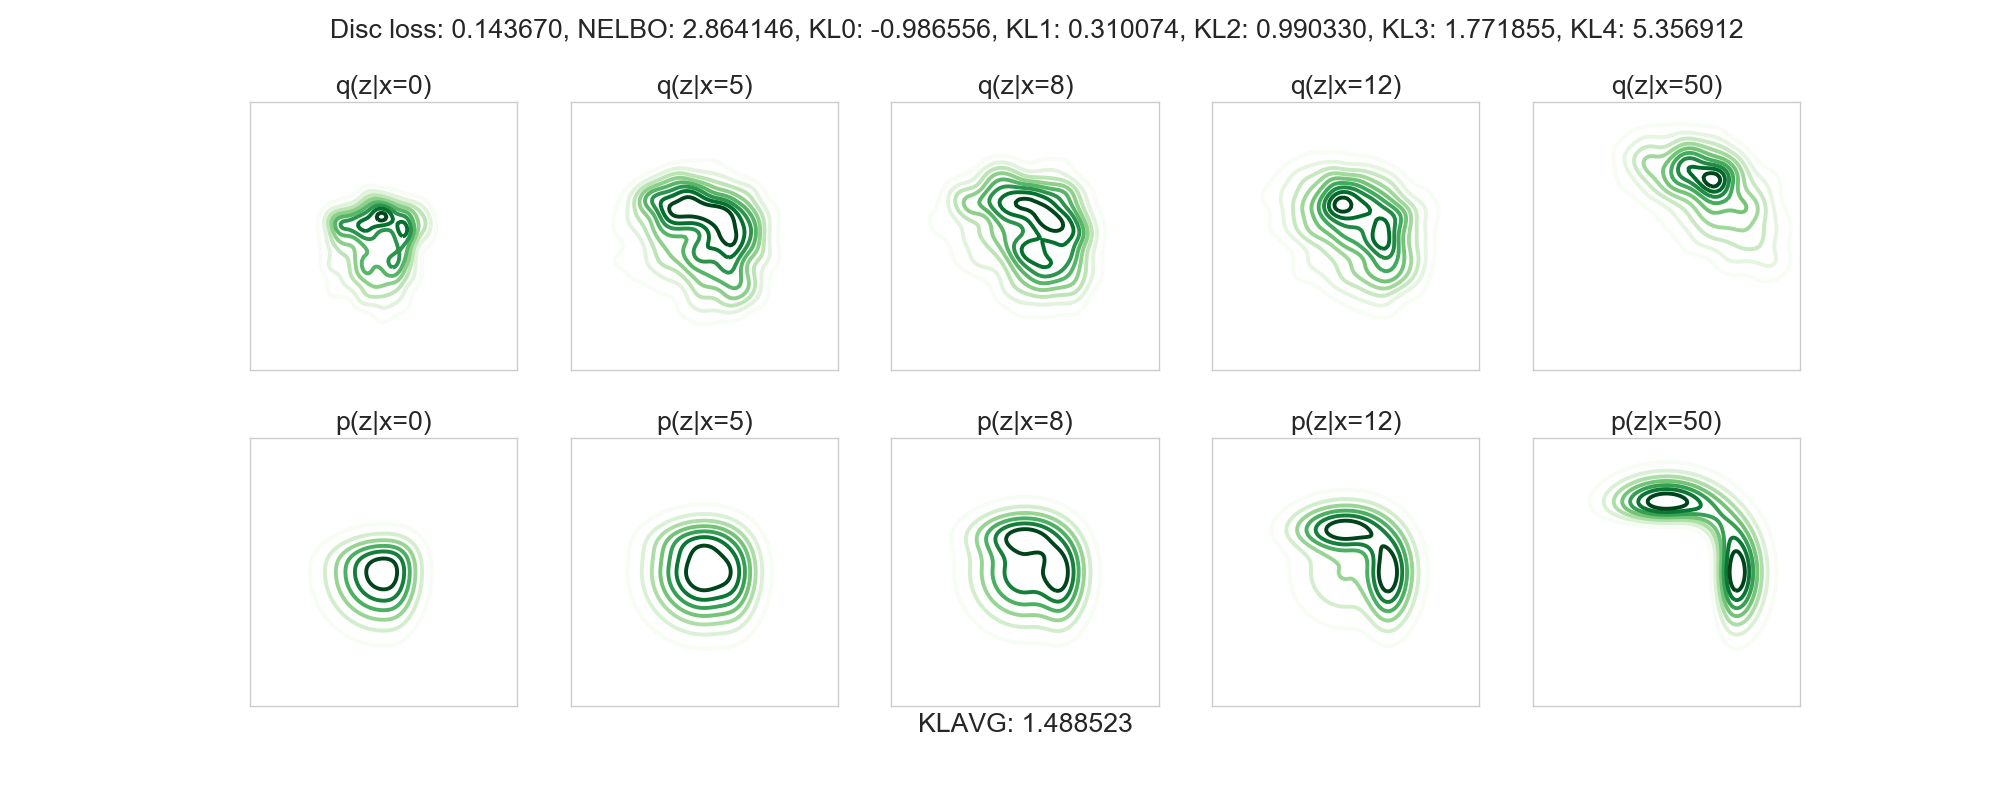 Disc loss: 0.143670, NELBO: 2.864146, KL0: -0.986556, KL1: 0.310074, KL2: 0.990330, KL3: 1.771855, KL4: 5.356912
q(z|x=0) q(z|x=5) q(z|x=8) q(z|x=12) q(z|x=50)
p(z|x=0) p(z|x=5) p(z|x=8) p(z|x=12) p(z|x=50)
KLAVG: 1.488523